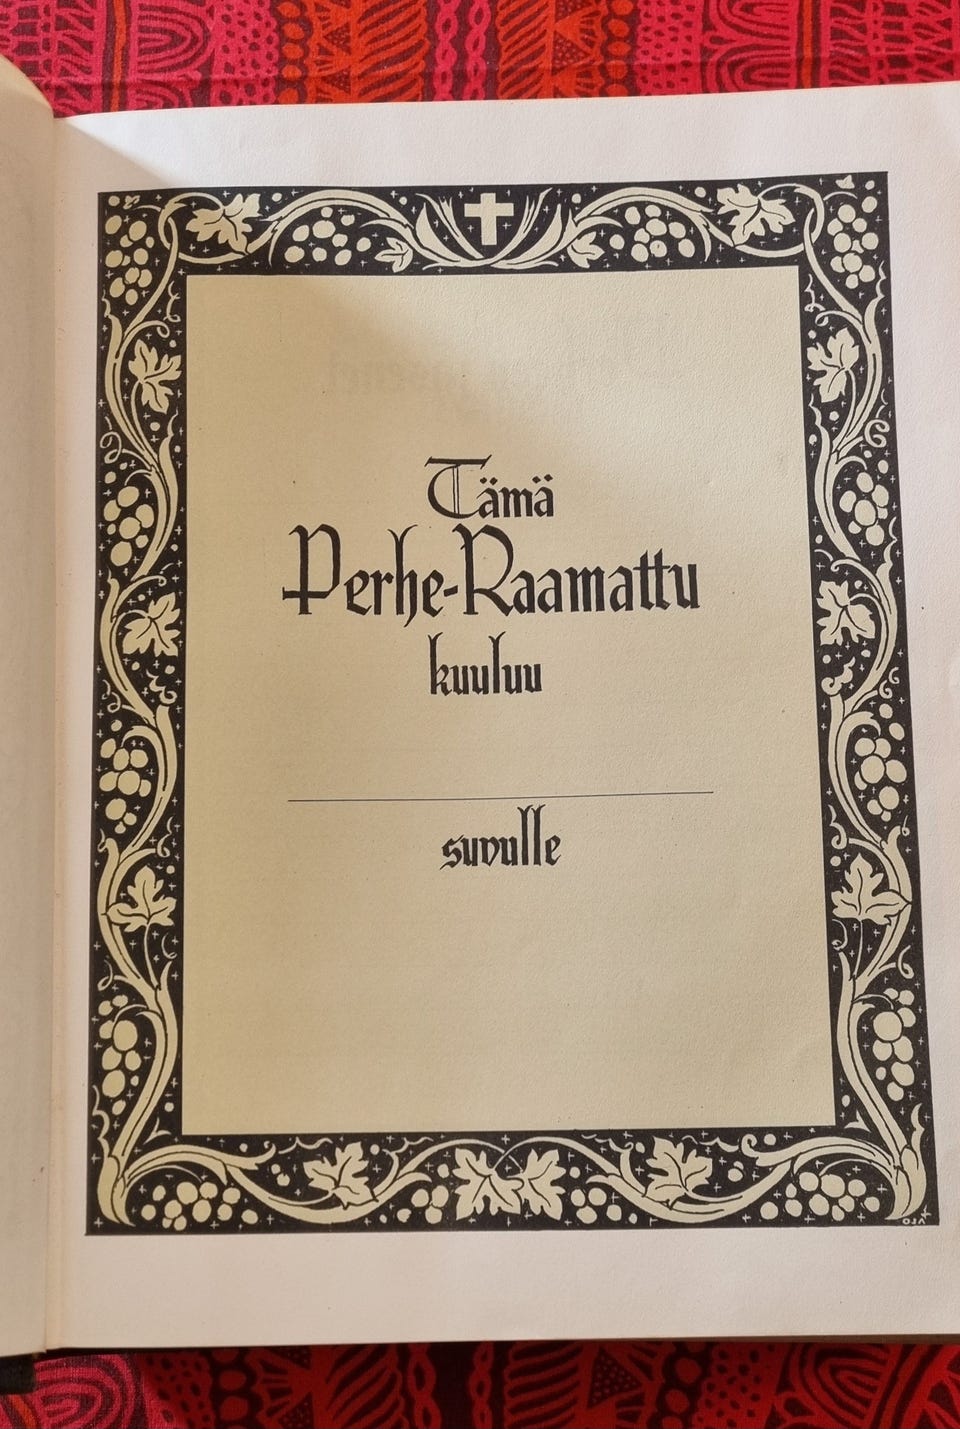 Tämä
Perhe-Raamattu
kuuluu
suvulle